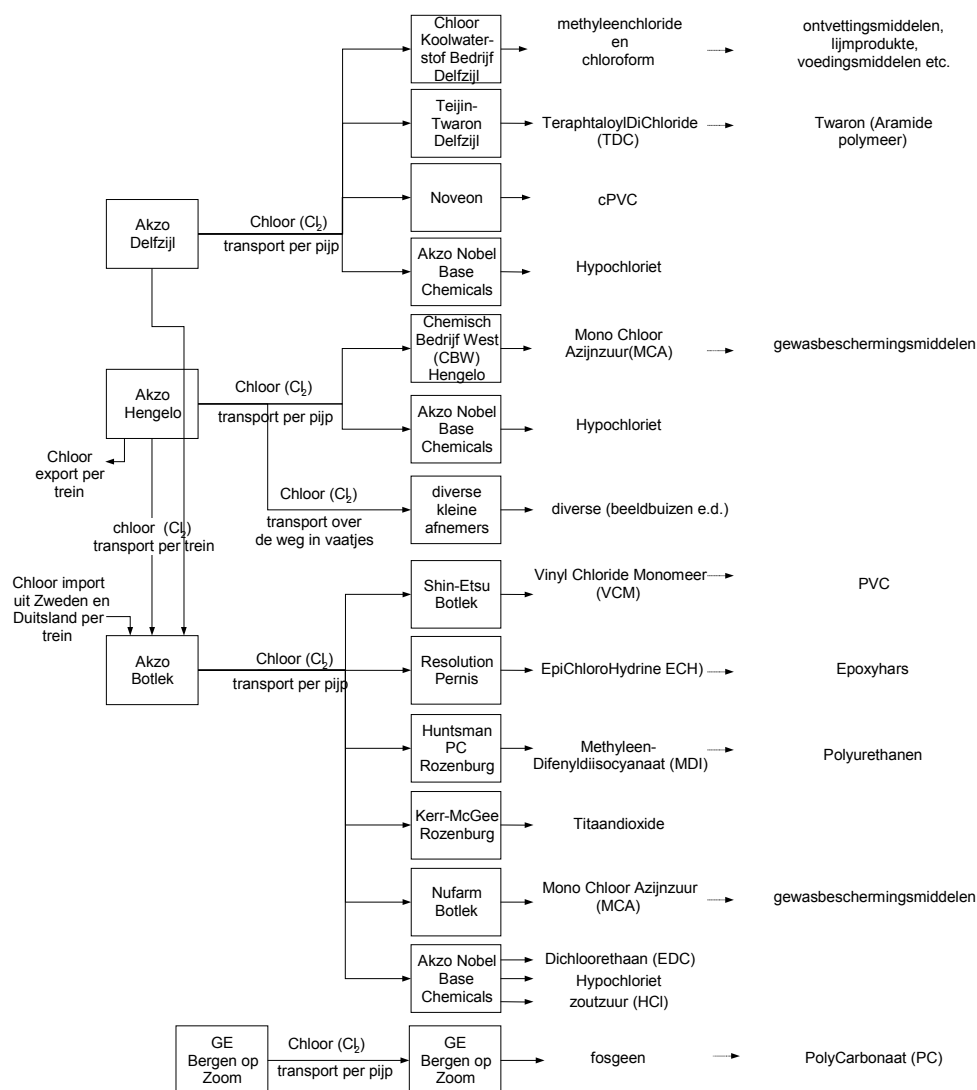 Chloor
Koolwater-
stof Bedrijf
Delfzijl
methyleenchloride
en
chloroform
ontvettingsmiddelen,
lijmprodukte,
voedingsmiddelen etc.
Teijin-
Twaron
Delfzijl
TeraphtaloylDiChloride
(TDC)
Twaron (Aramide
polymeer)
Akzo
Delfzijl
Chloor (Cl2)
transport per pijp
Noveon
cPVC
Akzo Nobel
Base
Chemicals
Hypochloriet
Chemisch
Bedrijf West
(CBW)
Hengelo
Mono Chloor
Azijnzuur(MCA)
gewasbeschermingsmiddelen
Akzo
Hengelo
Chloor (Cl2)
transport per pijp
Akzo Nobel
Base
Chemicals
Hypochloriet
Chloor
export per
trein
Chloor (Cl2)
transport over
de weg in vaatjes
diverse
kleine
afnemers
diverse (beeldbuizen e.d.)
chloor (Cl2)
transport per trein
Chloor import
uit Zweden en
Duitsland per
trein
Shin-Etsu
Botlek
Vinyl Chloride Monomeer
(VCM)
PVC
Akzo
Botlek
Chloor (Cl2)
transport per pijp
Resolution
Pernis
EpiChloroHydrine ECH)
Epoxyhars
Huntsman
PC
Rozenburg
Methyleen-
Difenyldiisocyanaat (MDI)
Polyurethanen
Kerr-McGee
Rozenburg
Titaandioxide
Nufarm
Botlek
Mono Chloor Azijnzuur
(MCA)
gewasbeschermingsmiddelen
Akzo Nobel
Base
Chemicals
Dichloorethaan (EDC)
Hypochloriet
zoutzuur (HCl)
GE
Bergen op
Zoom
Chloor (Cl2)
transport per pijp
GE
Bergen op
Zoom
fosgeen
PolyCarbonaat (PC)